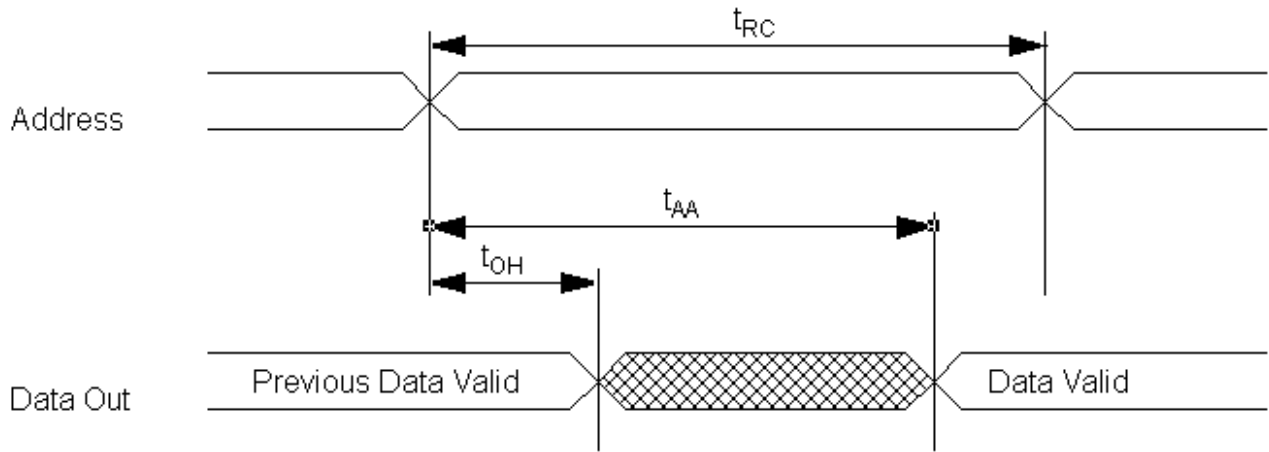 tRC
Address
tAA
tOH
Data Out
Previous Data Valid
Data Valid